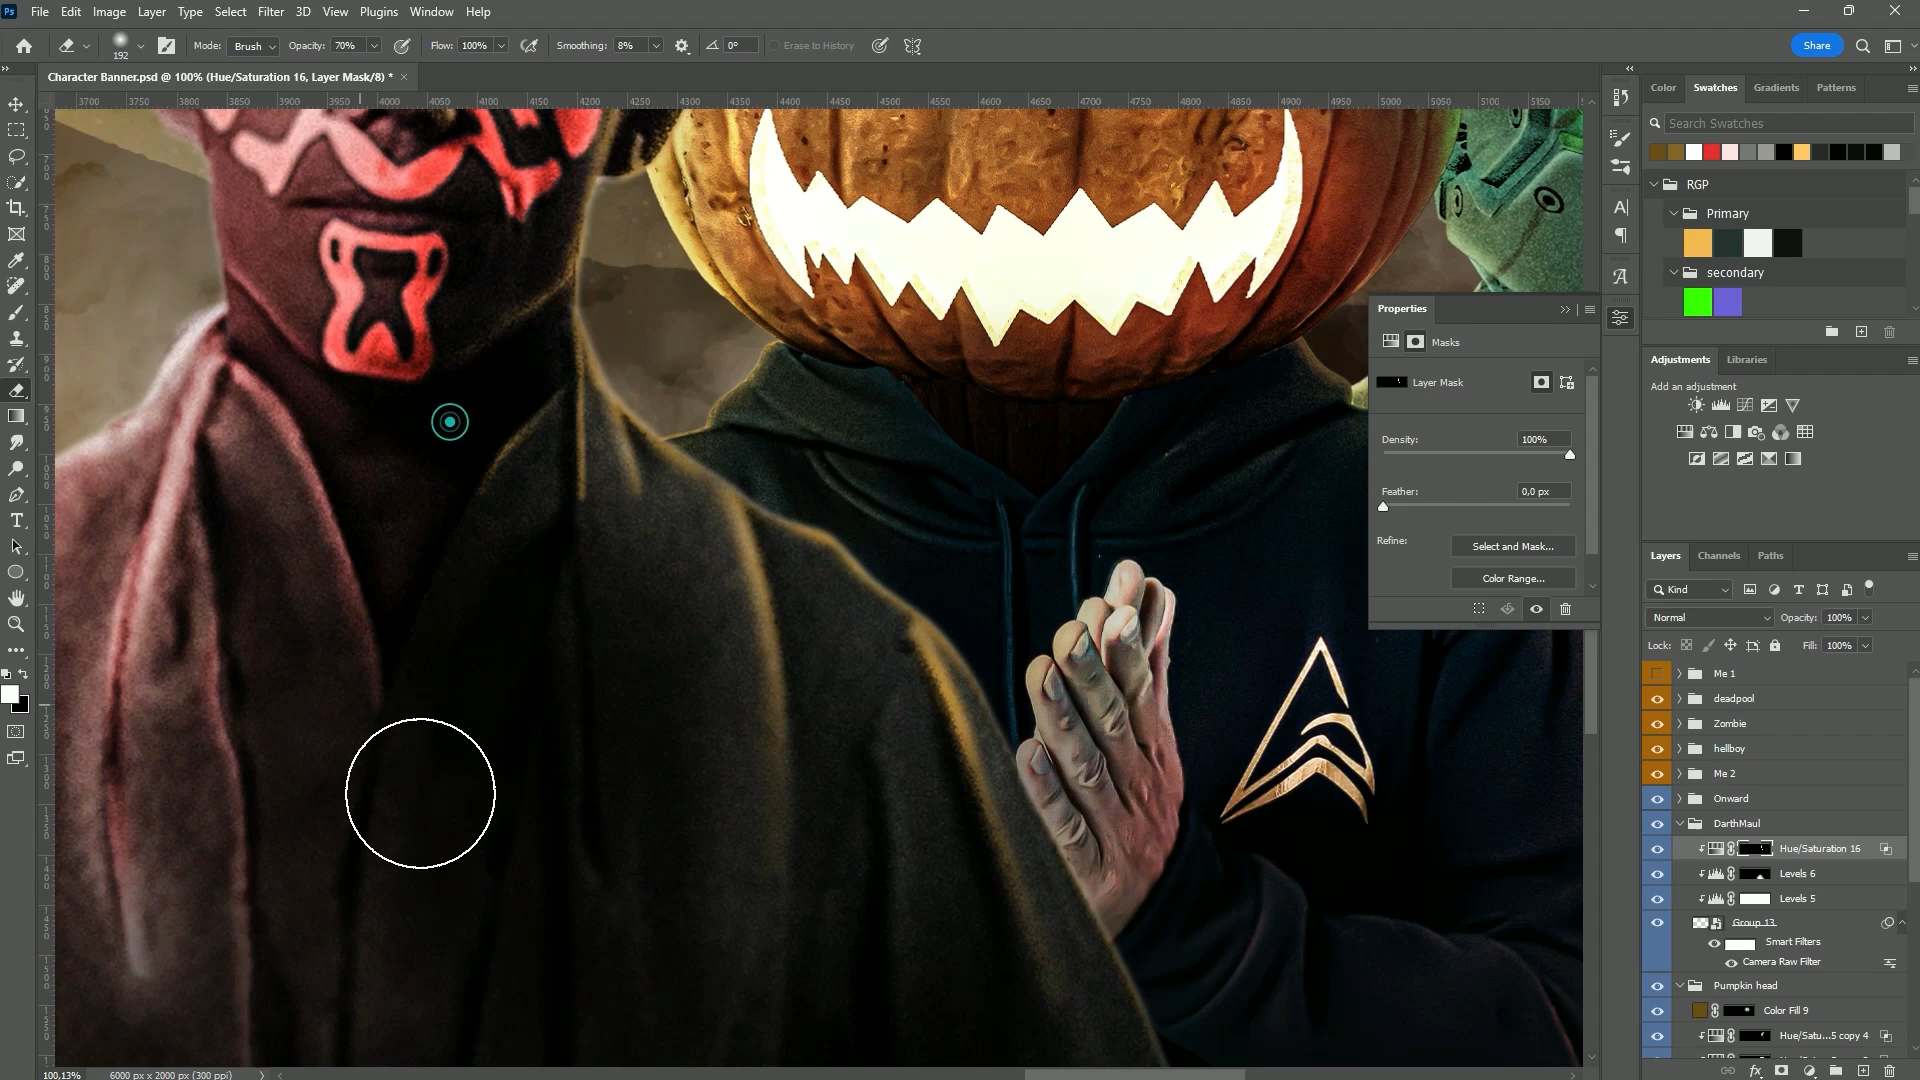 Ps File Edit Image Layer Type Select Filter 3D View Plugins Window Help
192 Mode: Brush Opacity: 70% Flow: 100% Smoothing: 8% 0° Erase to History Share
Character Banner.psd @ 100% (Hue/Saturation 16, Layer Mask/8) *
3700 3750 3800 3850 3900 3950 4000 4050 4100 4150 4200 4250 4300 4350 4400 4450 4500 4550 4600 4650 4700 4750 4800 4850 4900 4950 5000 5050 5100 5150
Color Swatches Gradients Patterns
Search Swatches
RGP
Primary
secondary
Properties
Masks
Layer Mask
Density: 100%
Feather: 0,0 px
Refine: Select and Mask...
Color Range...
Adjustments Libraries
Add an adjustment
Layers Channels Paths
Kind
Normal Opacity: 100%
Lock: Fill: 100%
Me 1
deadpool
Zombie
hellboy
Me 2
Onward
DarthMaul
Hue/Saturation 16
Levels 6
Levels 5
Group 13
Smart Filters
Camera Raw Filter
Pumpkin head
Color Fill 9
Hue/Satu...5 copy 4
100,13% 6000 px x 2000 px (300 ppi)